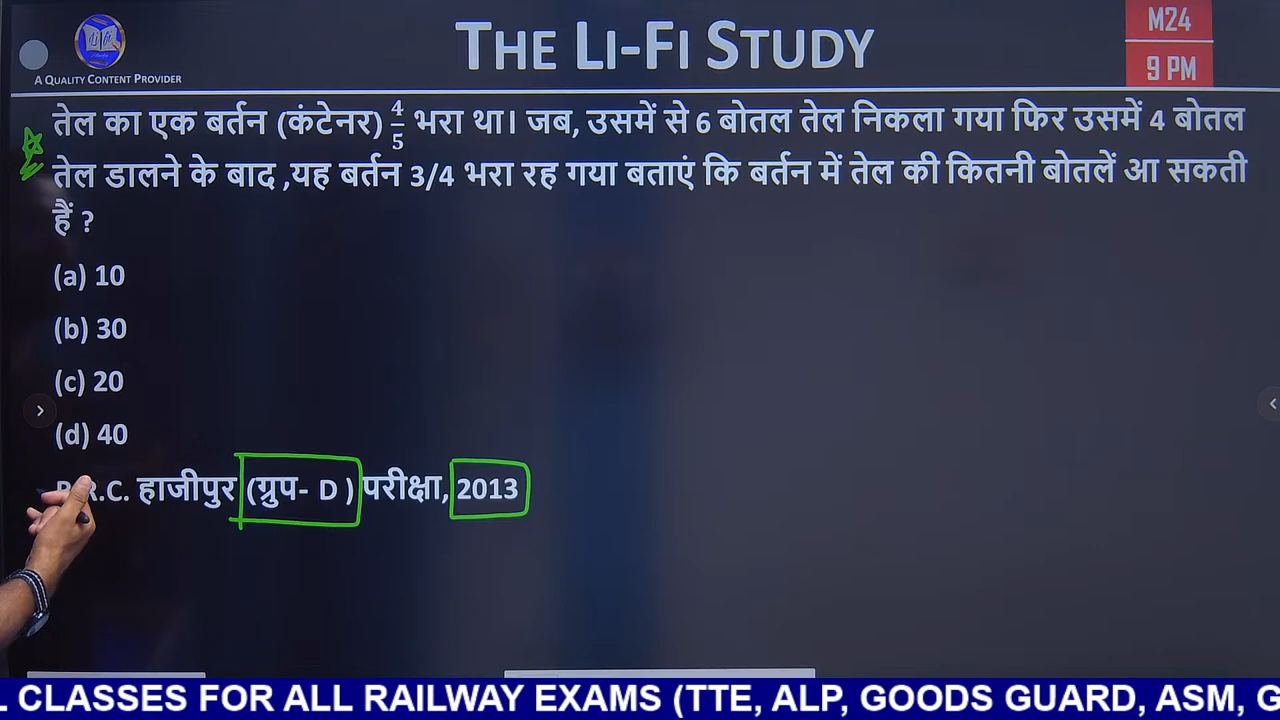 THE LI-FI STUDY
A QUALITY CONTENT PROVIDER
M24
9 PM
तेल का एक बर्तन (कंटेनर) 4/5 भरा था। जब, उसमें से 6 बोतल तेल निकला गया फिर उसमें 4 बोतल
तेल डालने के बाद ,यह बर्तन 3/4 भरा रह गया बताएं कि बर्तन में तेल की कितनी बोतलें आ सकती
हैं ?
(a) 10
(b) 30
(c) 20
(d) 40
R.C. हाजीपुर (ग्रुप- D ) परीक्षा, 2013
CLASSES FOR ALL RAILWAY EXAMS (TTE, ALP, GOODS GUARD, ASM,